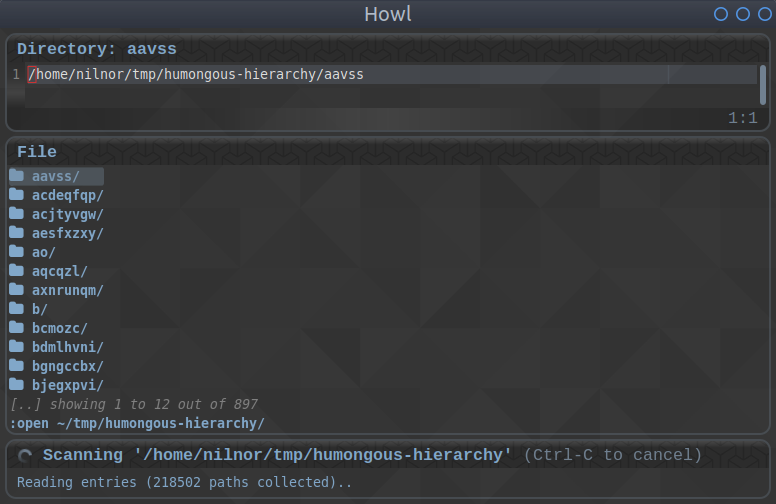 Howl
Directory: aavss
1 /home/nilnor/tmp/humongous-hierarchy/aavss
1:1
File
aavss/
acdeqfqp/
acjtyvgw/
aesfxzxy/
ao/
aqcqzl/
axnrunqm/
b/
bcmozc/
bdmlhvni/
bgngccbx/
bjegxpvi/
[..] showing 1 to 12 out of 897
:open ~/tmp/humongous-hierarchy/
Scanning '/home/nilnor/tmp/humongous-hierarchy' (Ctrl-C to cancel)
Reading entries (218502 paths collected)..